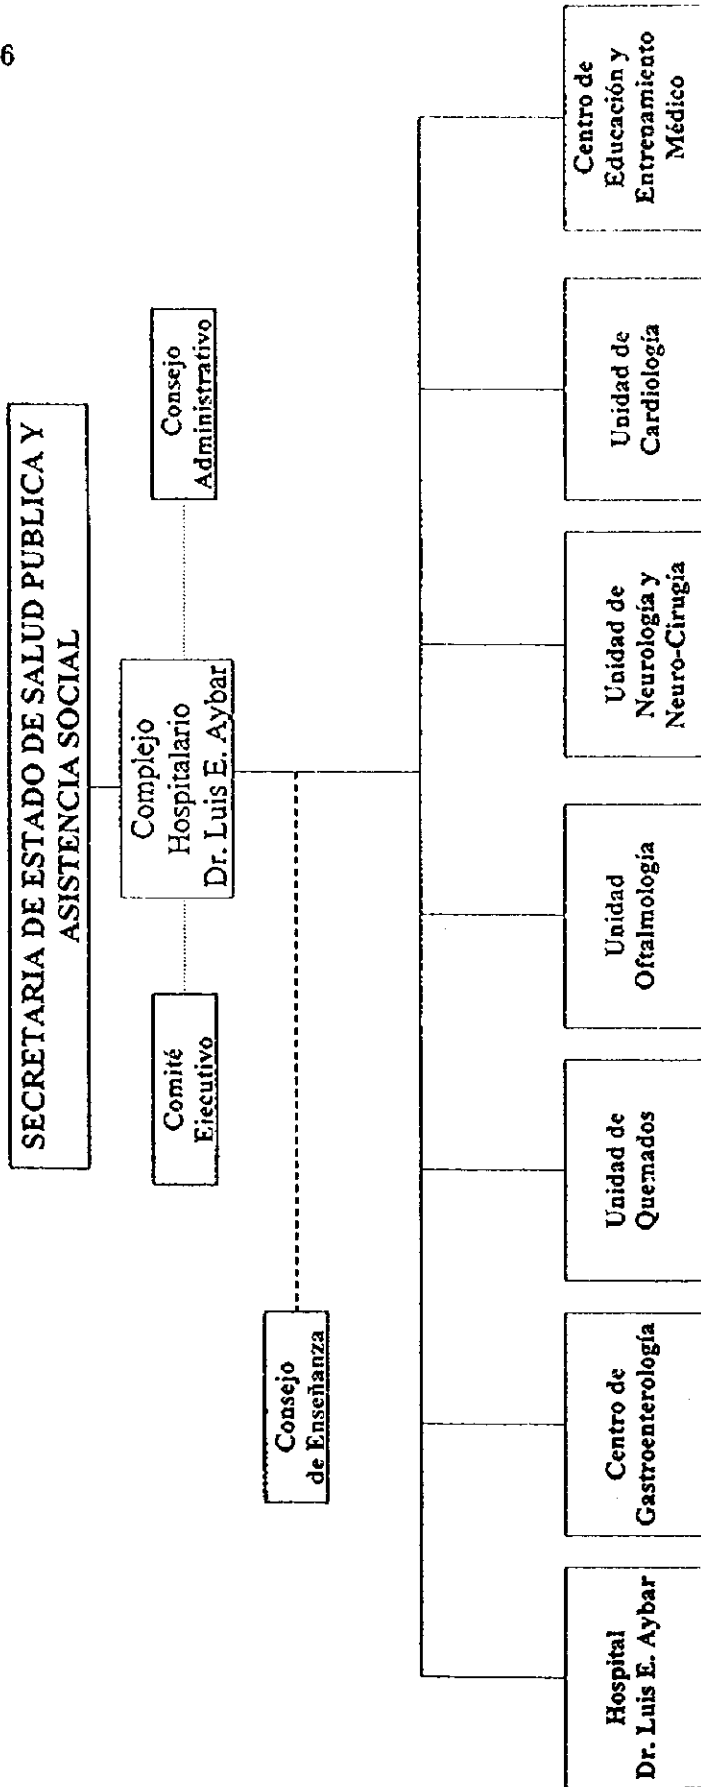 6
SECRETARIA DE ESTADO DE SALUD PUBLICA Y
ASISTENCIA SOCIAL
Comité
Ejecutivo
Complejo
Hospitalario
Dr. Luis E. Aybar
Consejo
Administrativo
Consejo
de Enseñanza
Hospital
Dr. Luis E. Aybar
Centro de
Gastroenterología
Unidad de
Quemados
Unidad
Oftalmología
Unidad de
Neurología y
Neuro-Cirugía
Unidad de
Cardiología
Centro de
Educación y
Entrenamiento
Médico